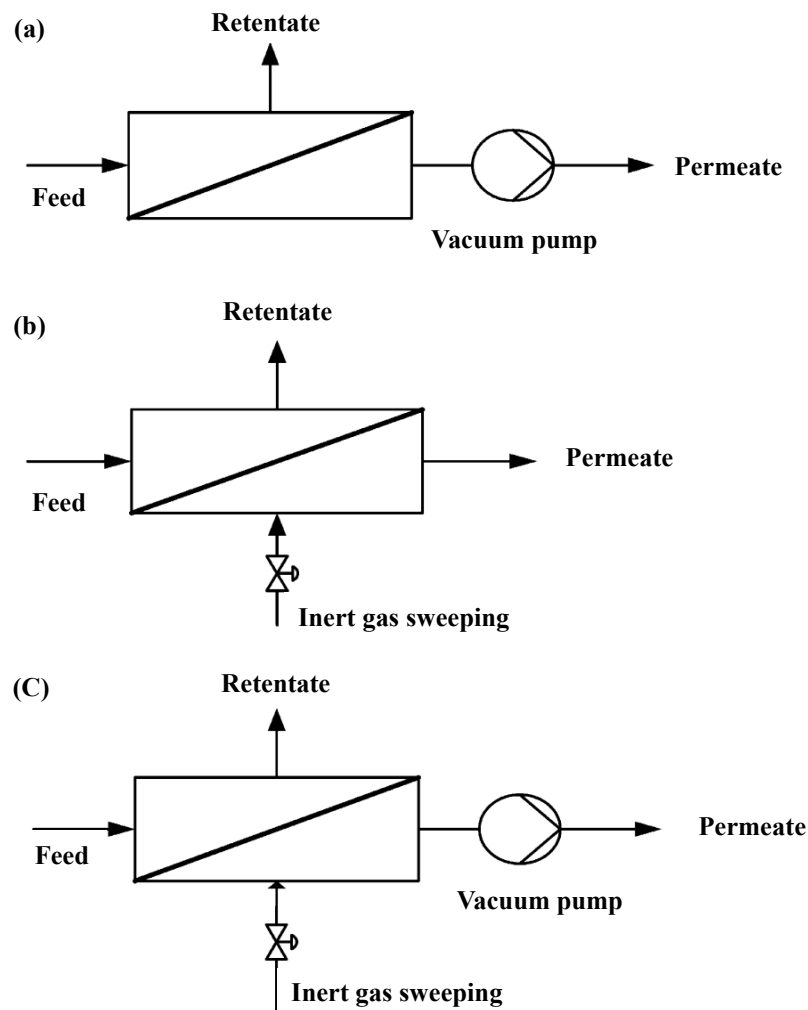 (a)
Retentate
Feed
Permeate
Vacuum pump
(b)
Retentate
Feed
Permeate
Inert gas sweeping
(C)
Retentate
Feed
Permeate
Vacuum pump
Inert gas sweeping